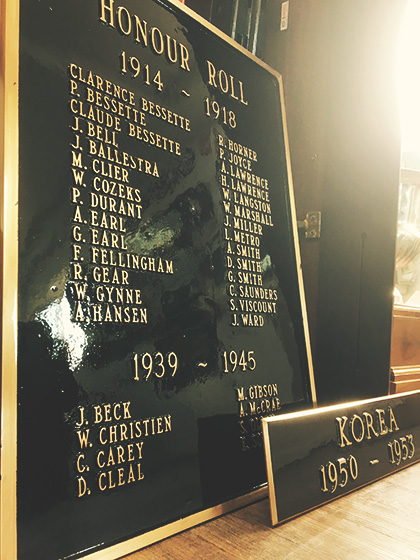 HONOUR ROLL
1914 ~ 1918
CLARENCE BESSETTE
P. BESSETTE
CLAUDE BESSETTE
J. BELL
J. BALLESTRA
M. CLIER
W. COZEKS
P. DURANT
A. EARL
G. EARL
F. FELLINGHAM
R. GEAR
W. GYNNE
A. HANSEN
R. HORNER
P. JOYCE
A. LAWRENCE
H. LAWRENCE
W. LANGSTON
W. MARSHALL
J. MILLER
I. METRO
A. SMITH
D. SMITH
G. SMITH
C. SAUNDERS
S. VISCOUNT
J. WARD
1939 ~ 1945
J. BECK
W. CHRISTIEN
C. CAREY
D. CLEAL
M. GIBSON
A. McCRAE
KOREA
1950 ~ 1953